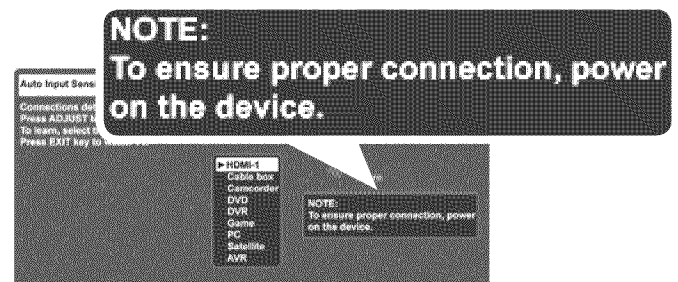 NOTE:
To ensure proper connection, power
on the device.
Auto Input
Connections
Press ADJUST
To learn, select
Press EXIT key to
▶HDMI-1
Cable box
Camcorder
DVD
DVR
Game
PC
Satellite
AVR
NOTE:
To ensure proper connection, power
on the device.